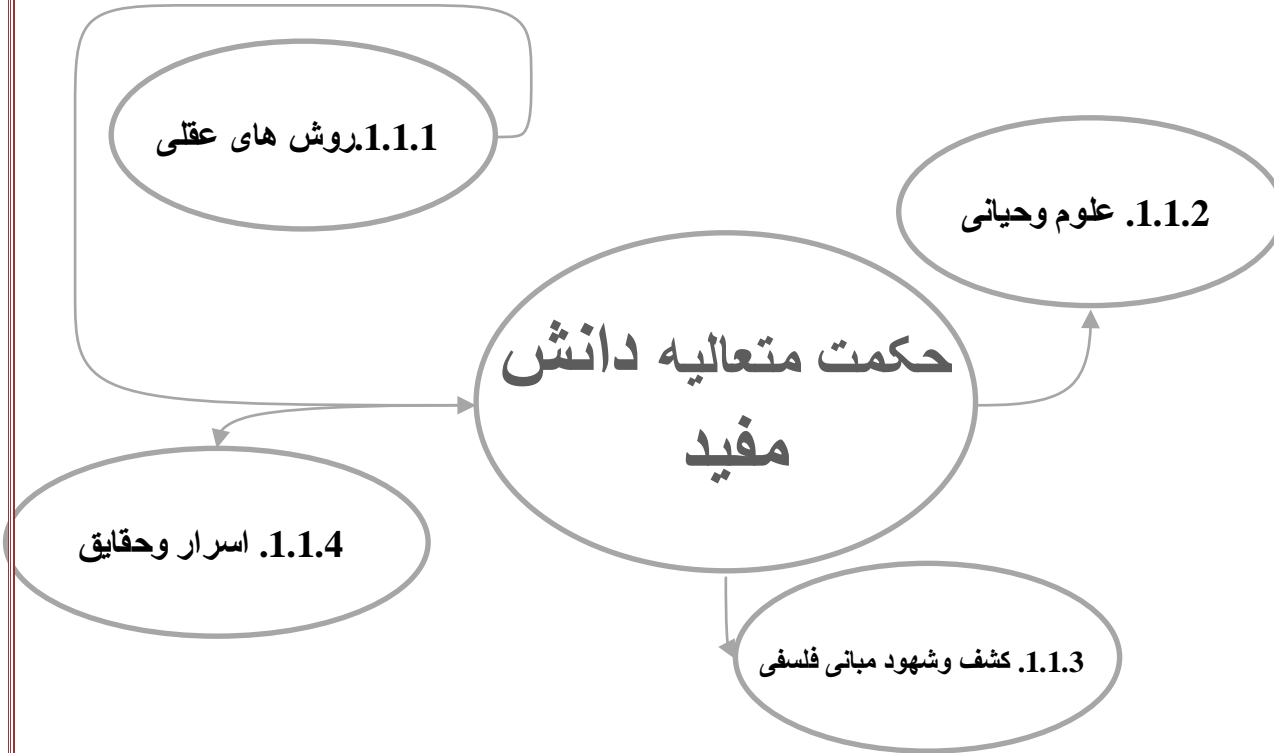 1.1.1.روش های عقلی
1.1.2. علوم وحیانی
حکمت متعالیه دانش
مفید
1.1.4. اسرار وحقایق
1.1.3. کشف وشهود مبانی فلسفی